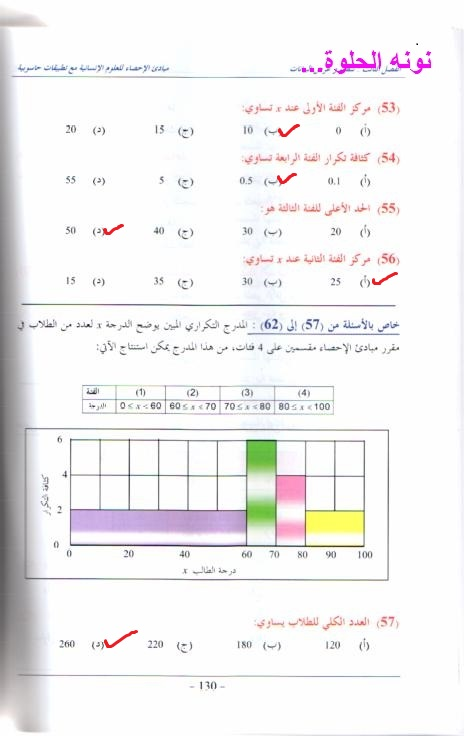 نونه الحلوة...
مبادئ الإحصاء للعلوم الإنسانية مع تطبيقات حاسوبية
(53) مركز الفئة الأولى عند x تساوي:
(أ) 0 (ب) 10 (ج) 15 (د) 20
(54) كثافة تكرار الفئة الرابعة تساوي:
(أ) 0.1 (ب) 0.5 (ج) 5 (د) 55
(55) الحد الأعلى للفئة الثالثة هو:
(أ) 20 (ب) 30 (ج) 40 (د) 50
(56) مركز الفئة الثانية عند x تساوي:
(أ) 25 (ب) 30 (ج) 35 (د) 15
خاص بالأسئلة من (57) إلى (62) : المدرج التكراري المبين يوضح الدرجة x لعدد من الطلاب في
مقرر مبادئ الإحصاء مقسمين على 4 فئات، من هذا المدرج يمكن استنتاج الآتي:
الفئة (1) (2) (3) (4)
الدرجة 0 ≤ x < 60 60 ≤ x < 70 70 ≤ x < 80 80 ≤ x < 100
كثافة التكرار
6
4
2
0
0 20 40 60 70 80 90 100
درجة الطالب x
(57) العدد الكلي للطلاب يساوي:
(أ) 120 (ب) 180 (ج) 220 (د) 260
- 130 -